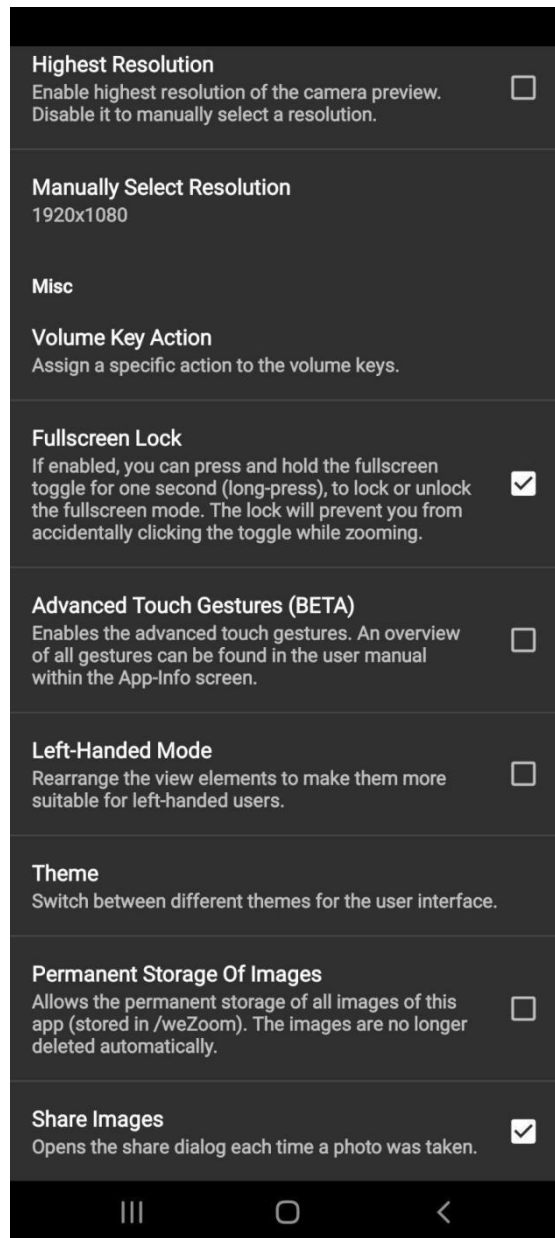 Highest Resolution
Enable highest resolution of the camera preview.
Disable it to manually select a resolution.
Manually Select Resolution
1920x1080
Misc
Volume Key Action
Assign a specific action to the volume keys.
Fullscreen Lock
If enabled, you can press and hold the fullscreen
toggle for one second (long-press), to lock or unlock
the fullscreen mode. The lock will prevent you from
accidentally clicking the toggle while zooming.
Advanced Touch Gestures (BETA)
Enables the advanced touch gestures. An overview
of all gestures can be found in the user manual
within the App-Info screen.
Left-Handed Mode
Rearrange the view elements to make them more
suitable for left-handed users.
Theme
Switch between different themes for the user interface.
Permanent Storage Of Images
Allows the permanent storage of all images of this
app (stored in /weZoom). The images are no longer
deleted automatically.
Share Images
Opens the share dialog each time a photo was taken.